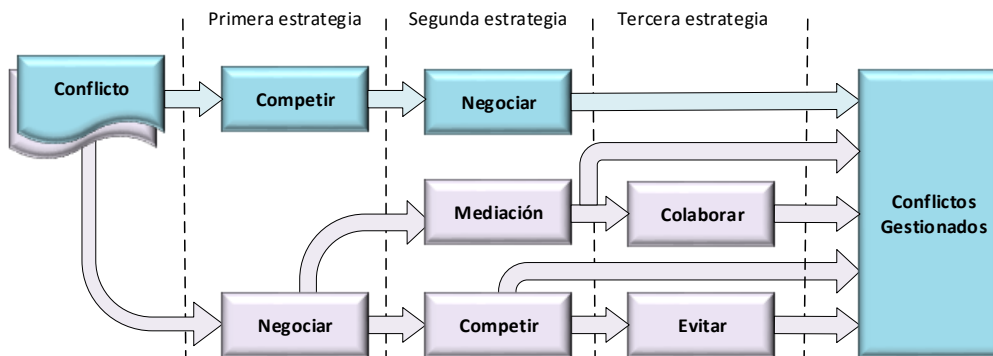 Primera estrategia
Segunda estrategia
Tercera estrategia
Conflicto
Competir
Negociar
Mediación
Colaborar
Conflictos
Gestionados
Negociar
Competir
Evitar